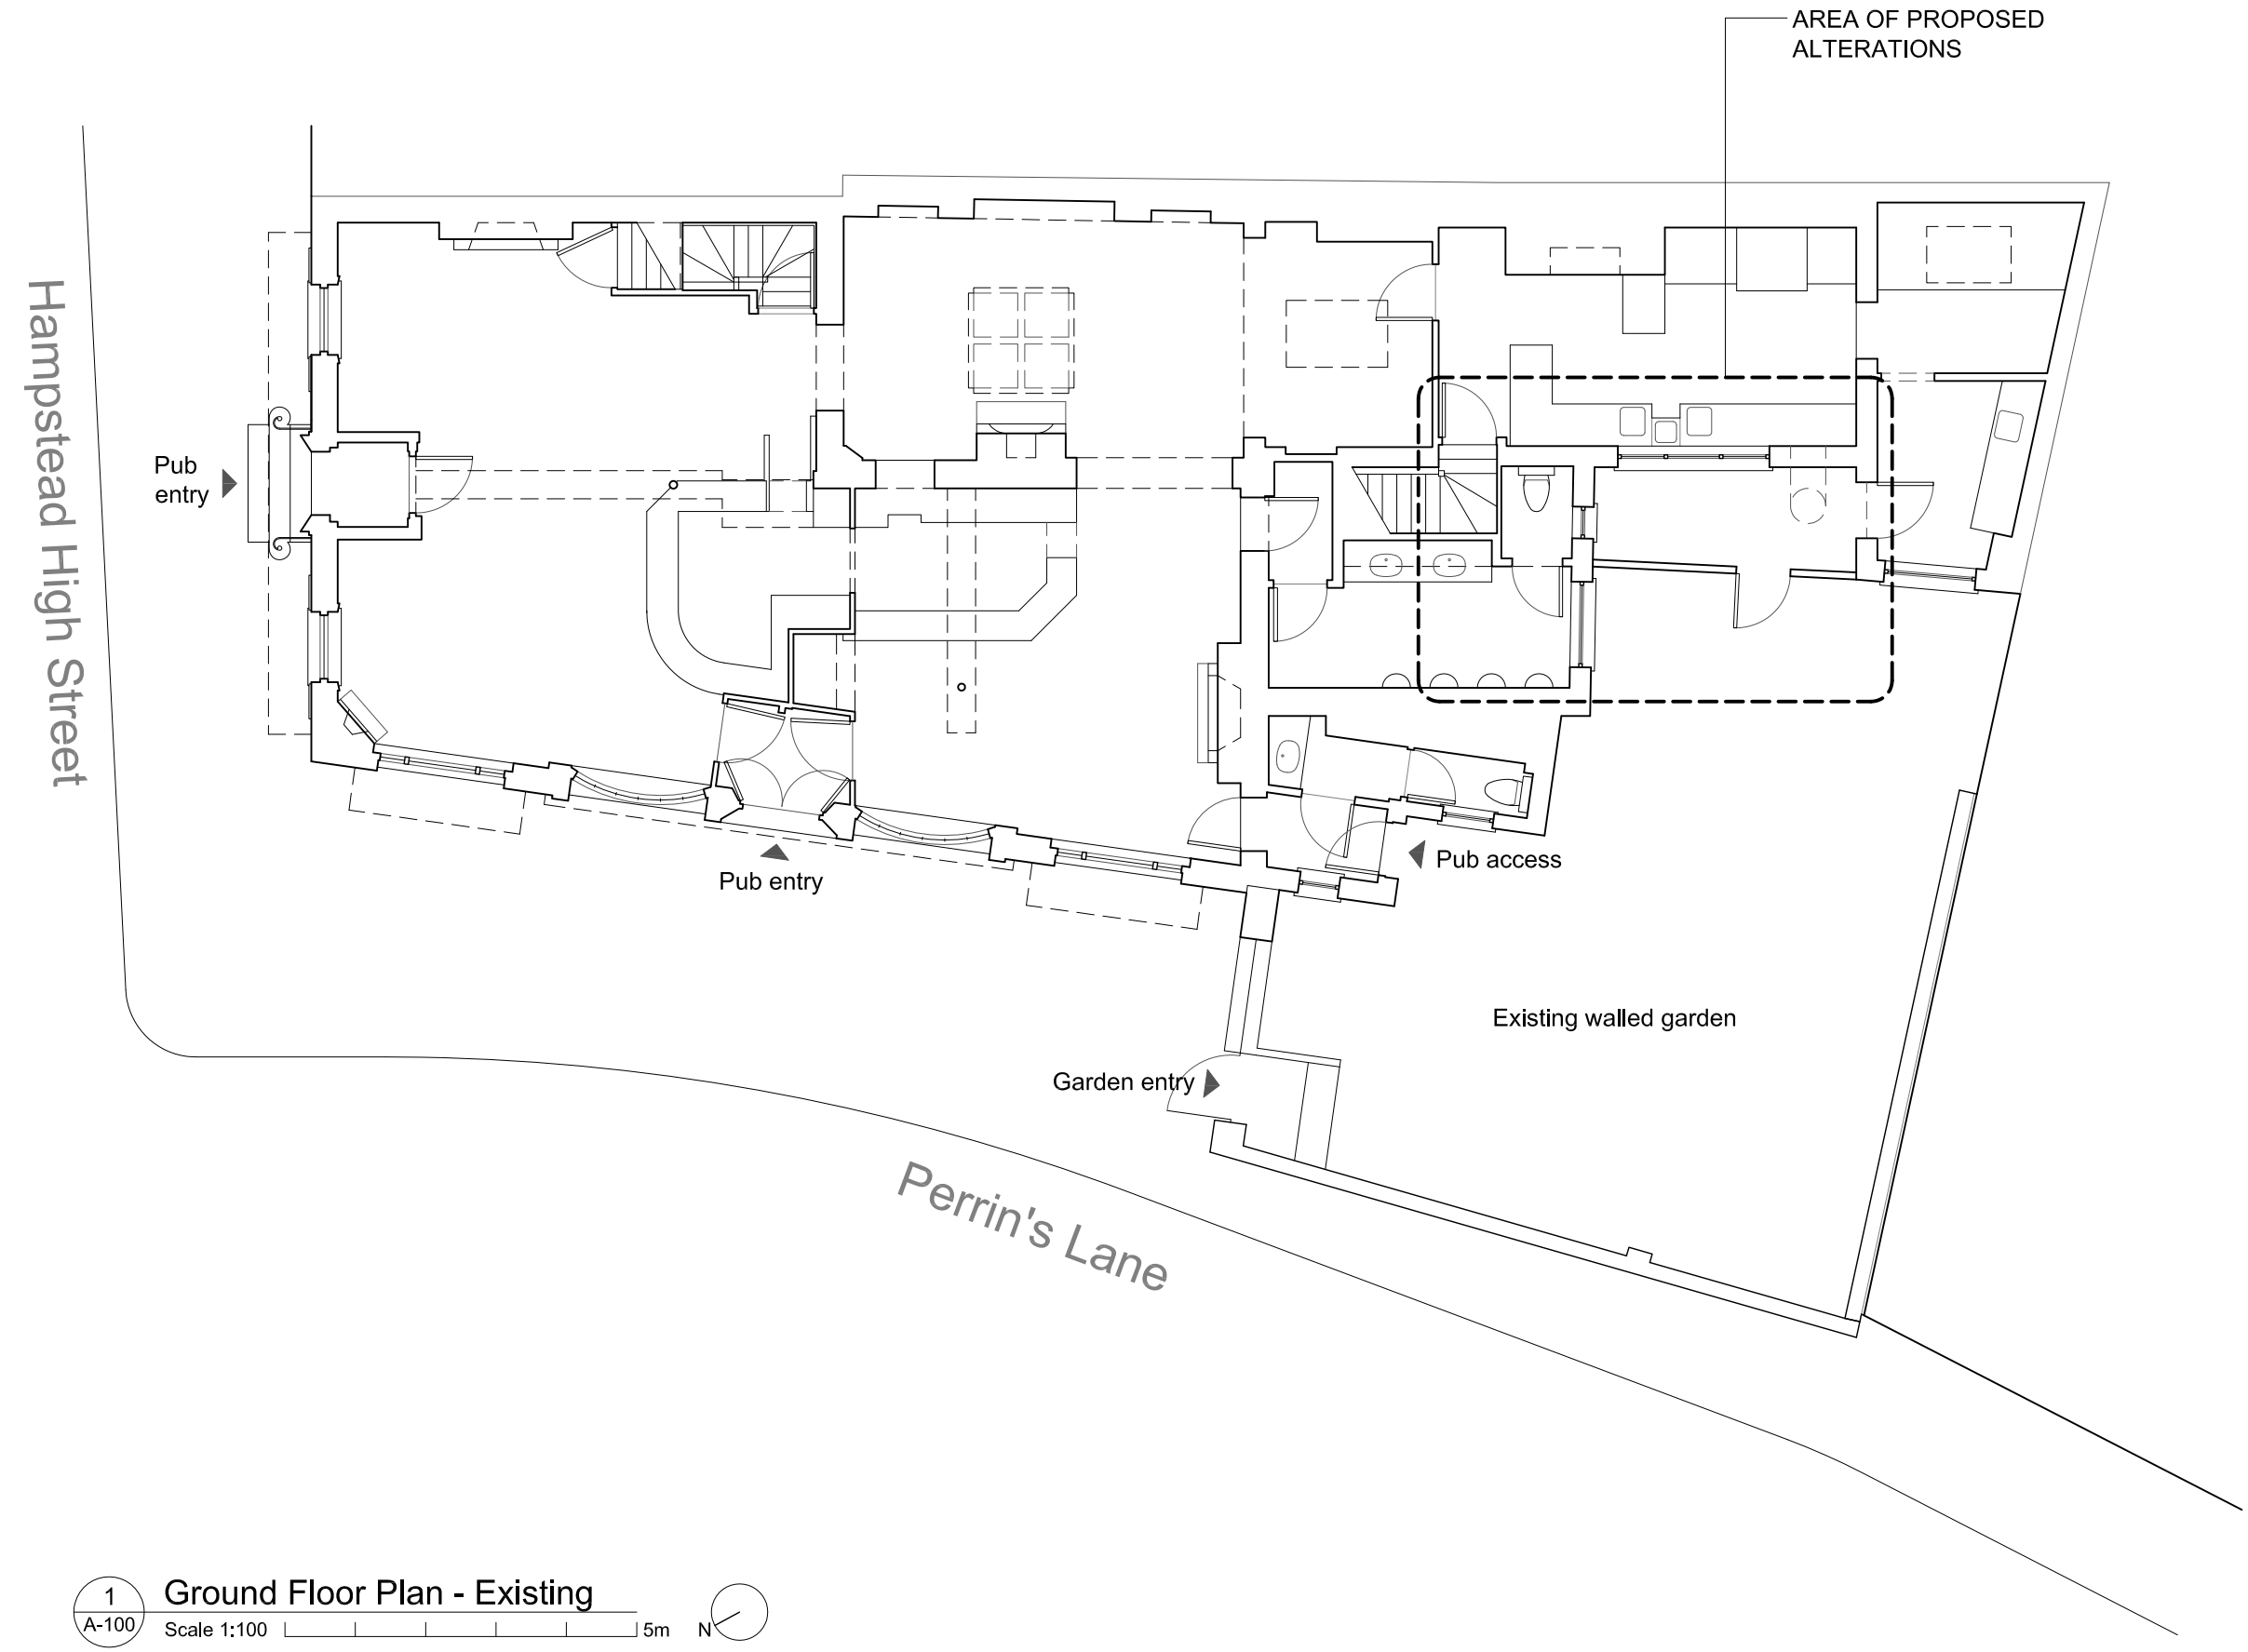 AREA OF PROPOSED
ALTERATIONS
Hampstead High Street
Pub
entry
Pub entry
Pub access
Existing walled garden
Garden entry
Perrin's Lane
1
A-100
Ground Floor Plan - Existing
Scale 1:100
5m
N